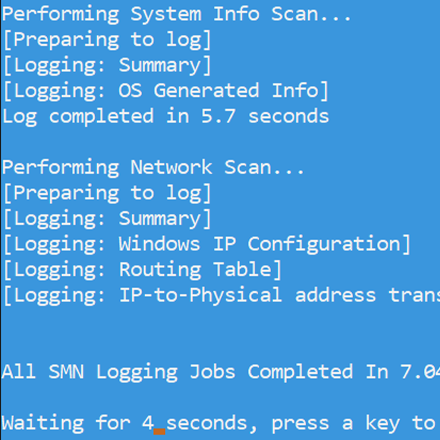 Performing System Info Scan...
[Preparing to log]
[Logging: Summary]
[Logging: OS Generated Info]
Log completed in 5.7 seconds
Performing Network Scan...
[Preparing to log]
[Logging: Summary]
[Logging: Windows IP Configuration]
[Logging: Routing Table]
[Logging: IP-to-Physical address trans
All SMN Logging Jobs Completed In 7.04
Waiting for 4 seconds, press a key to